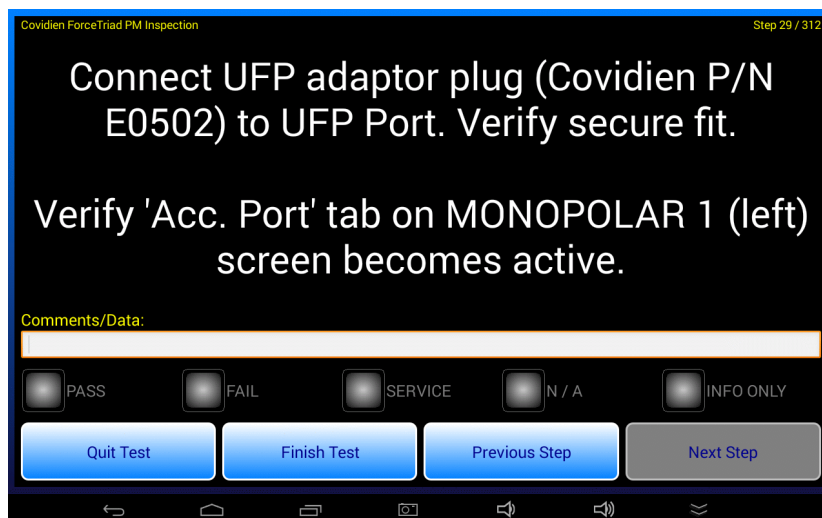 Covidien ForceTriad PM Inspection
Step 29 / 312
Connect UFP adaptor plug (Covidien P/N
E0502) to UFP Port. Verify secure fit.
Verify 'Acc. Port' tab on MONOPOLAR 1 (left)
screen becomes active.
Comments/Data:
PASS
FAIL
SERVICE
N / A
INFO ONLY
Quit Test
Finish Test
Previous Step
Next Step